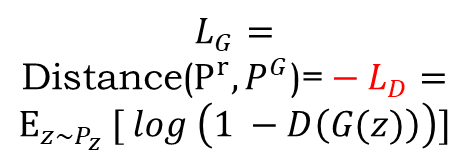 L_G =
Distance(P^r, P^G)= − L_D =
E_{z∼P_z} [ log (1 − D(G(z)))]